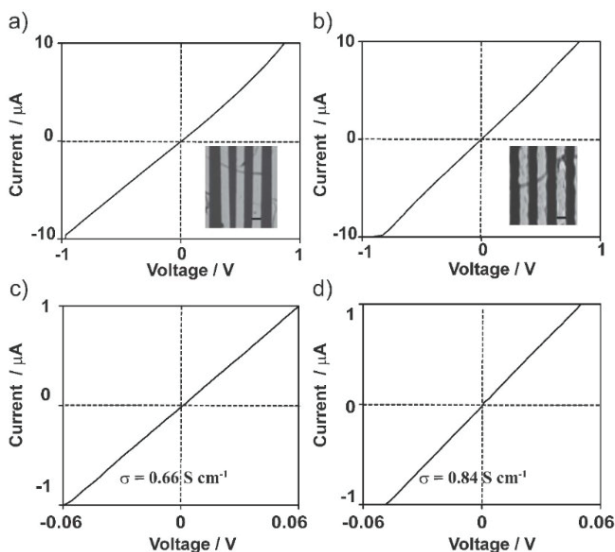 a)
10
0
-10
Current / μA
-1
0
1
Voltage / V
b)
10
0
-10
Current / μA
-1
0
1
Voltage / V
c)
1
0
-1
Current / μA
σ = 0.66 S cm⁻¹
-0.06
0
0.06
Voltage / V
d)
1
0
-1
Current / μA
σ = 0.84 S cm⁻¹
-0.06
0
0.06
Voltage / V